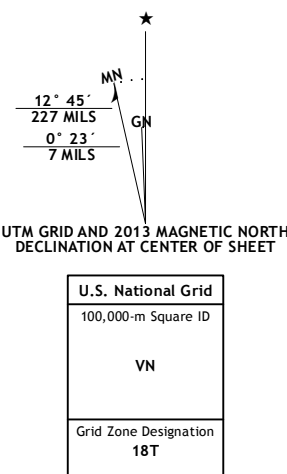 MN
12° 45´
227 MILS
GN
0° 23´
7 MILS
UTM GRID AND 2013 MAGNETIC NORTH
DECLINATION AT CENTER OF SHEET
U.S. National Grid
100,000-m Square ID
VN
Grid Zone Designation
18T